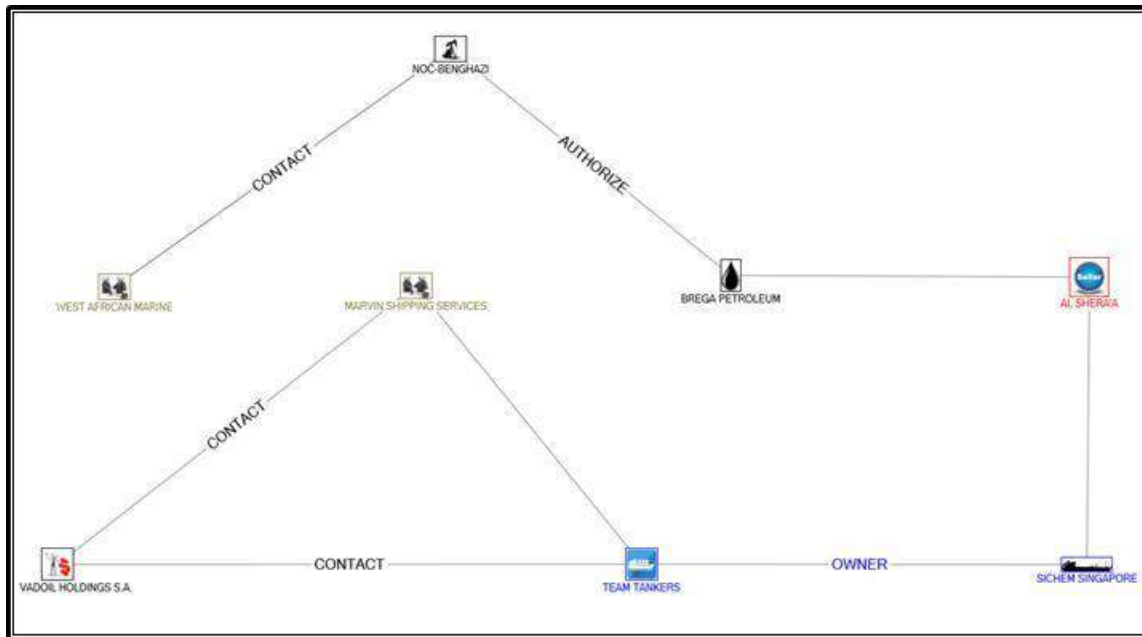 NOC-BENGHAZI
CONTACT
AUTHORIZE
WEST AFRICAN MARINE
MARVIN SHIPPING SERVICES
BREGA PETROLEUM
Seller
AL SHERA'A
CONTACT
VADOIL HOLDINGS S.A.
CONTACT
TEAM TANKERS
OWNER
SICHEM SINGAPORE